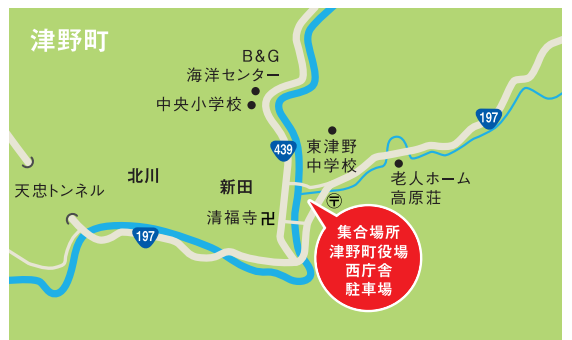 津野町
B&G
海洋センター
中央小学校
197
439
東津野
中学校
老人ホーム
高原荘
天忠トンネル
北川
新田
〒
清福寺卍
197
集合場所
津野町役場
西庁舎
駐車場